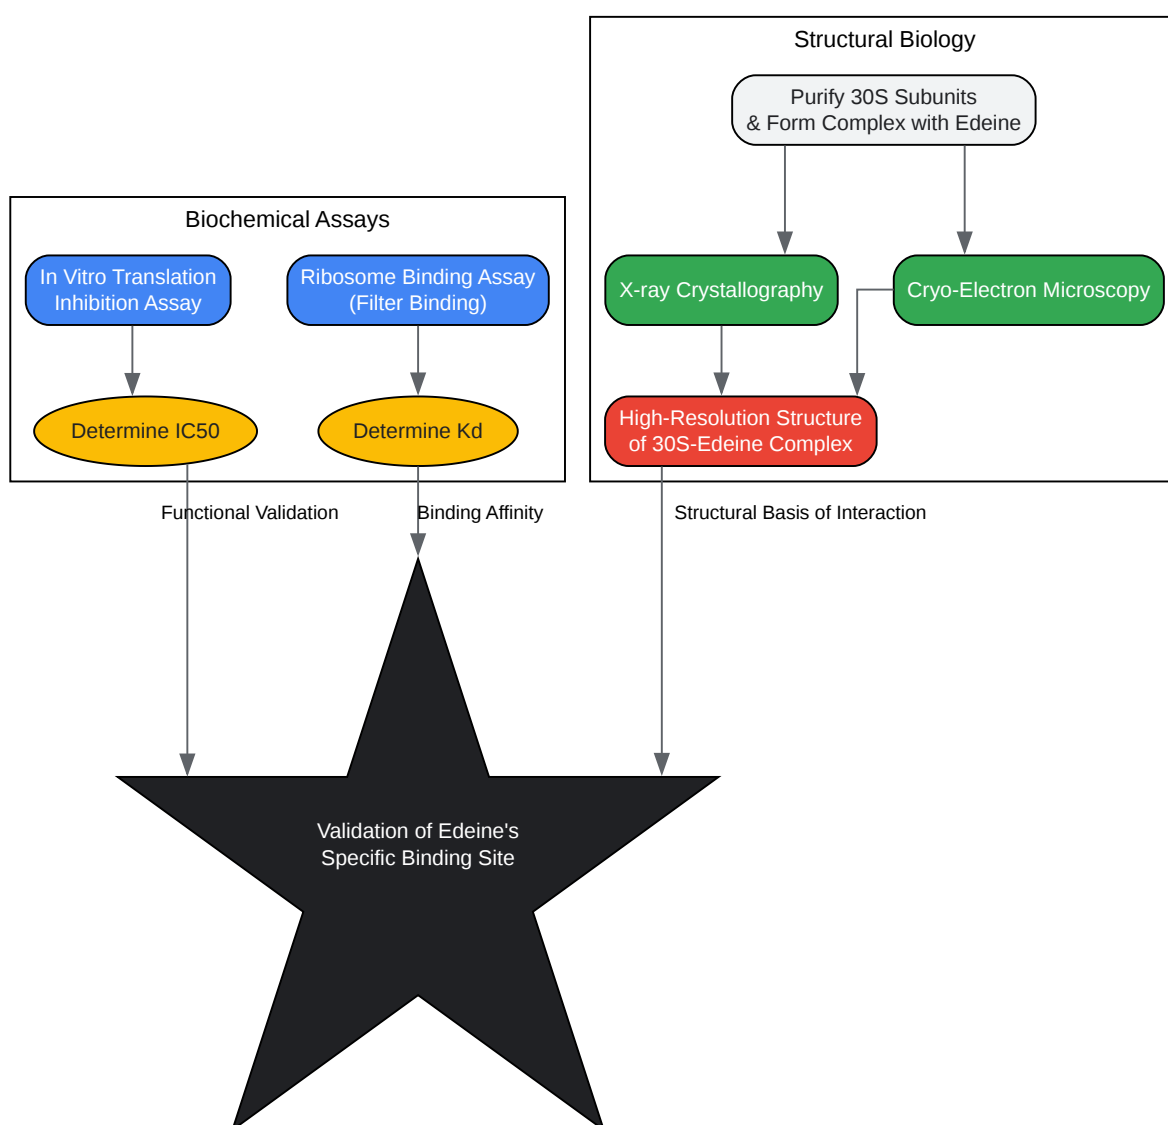 Structural Biology
Purify 30S Subunits
& Form Complex with Edeine
Biochemical Assays
In Vitro Translation
Inhibition Assay
Ribosome Binding Assay
(Filter Binding)
X-ray Crystallography
Cryo-Electron Microscopy
Determine IC50
Determine Kd
High-Resolution Structure
of 30S-Edeine Complex
Functional Validation
Binding Affinity
Structural Basis of Interaction
Validation of Edeine's
Specific Binding Site